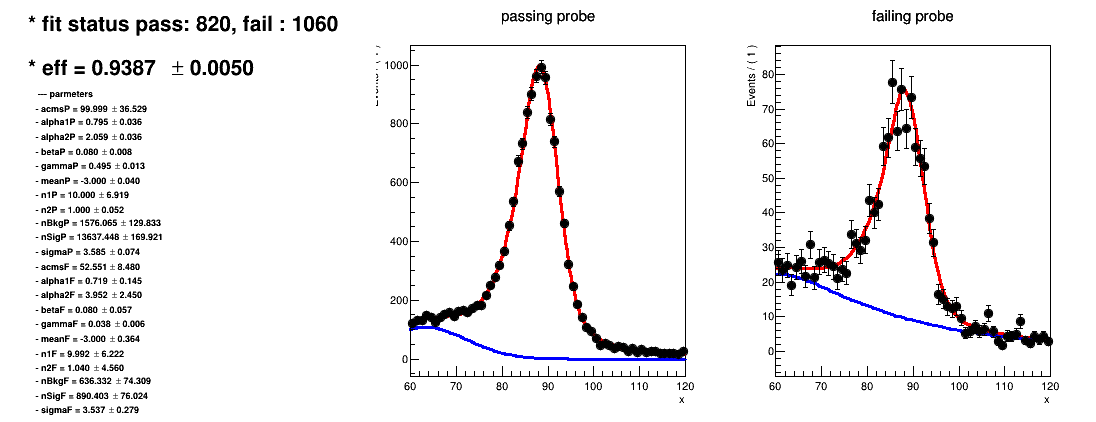 * fit status pass: 820, fail : 1060
* eff = 0.9387 ± 0.0050
--- parmeters
- acmsP = 99.999 ± 36.529
- alpha1P = 0.795 ± 0.036
- alpha2P = 2.059 ± 0.036
- betaP = 0.080 ± 0.008
- gammaP = 0.495 ± 0.013
- meanP = -3.000 ± 0.040
- n1P = 10.000 ± 6.919
- n2P = 1.000 ± 0.052
- nBkgP = 1576.065 ± 129.833
- nSigP = 13637.448 ± 169.921
- sigmaP = 3.585 ± 0.074
- acmsF = 52.551 ± 8.480
- alpha1F = 0.719 ± 0.145
- alpha2F = 3.952 ± 2.450
- betaF = 0.080 ± 0.057
- gammaF = 0.038 ± 0.006
- meanF = -3.000 ± 0.364
- n1F = 9.992 ± 6.222
- n2F = 1.040 ± 4.560
- nBkgF = 636.332 ± 74.309
- nSigF = 890.403 ± 76.024
- sigmaF = 3.537 ± 0.279
passing probe
1000
800
600
400
200
0
60 70 80 90 100 110 120
x
failing probe
Events / ( 1 )
80
70
60
50
40
30
20
10
0
60 70 80 90 100 110 120
x